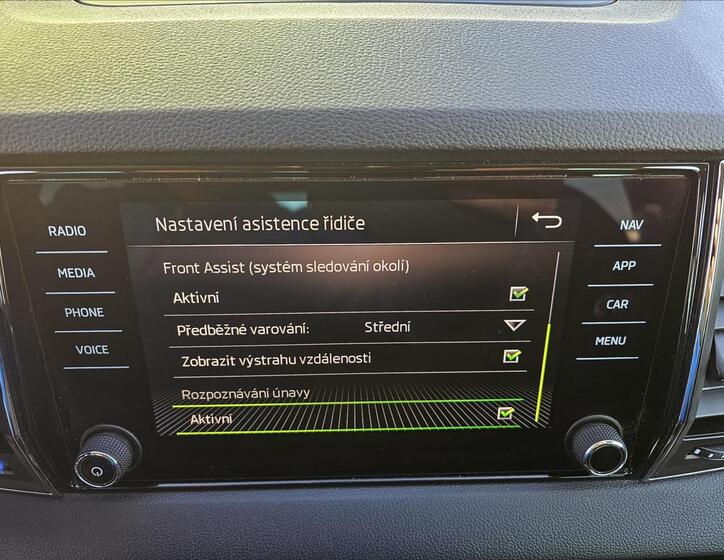 Nastavení asistence řidiče
RADIO
MEDIA
PHONE
VOICE
Front Assist (systém sledování okolí)
Aktivní
Předběžné varování: Střední
Zobrazit výstrahu vzdálenosti
Rozpoznávání únavy
Aktivní
NAV
APP
CAR
MENU